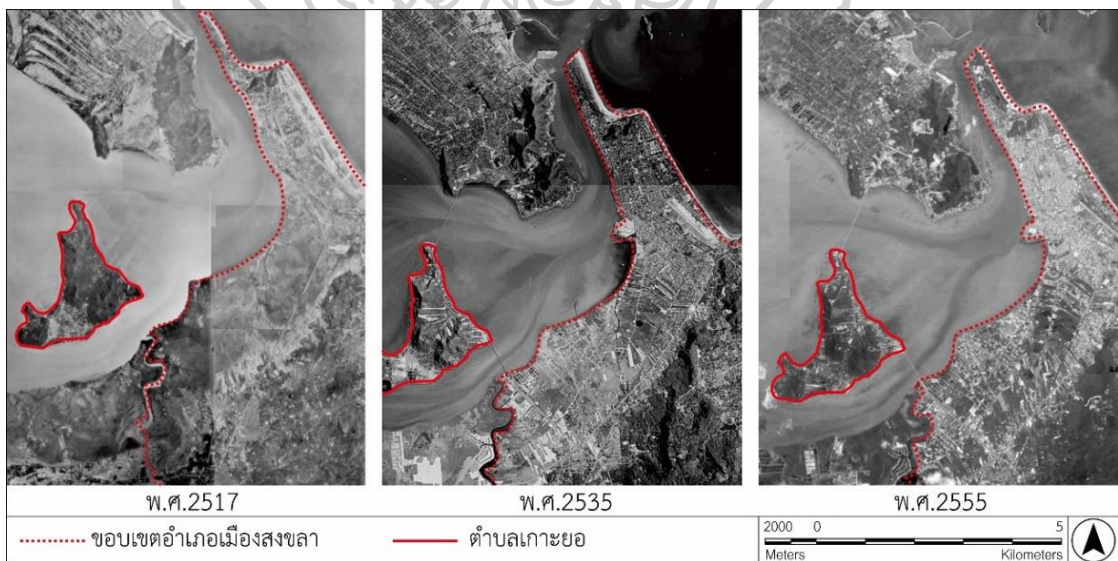 พ.ศ.2517 พ.ศ.2535 พ.ศ.2555
ขอบเขตอำเภอเมืองสงขลา ตำบลเกาะยอ 2000 0 5
Meters Kilometers